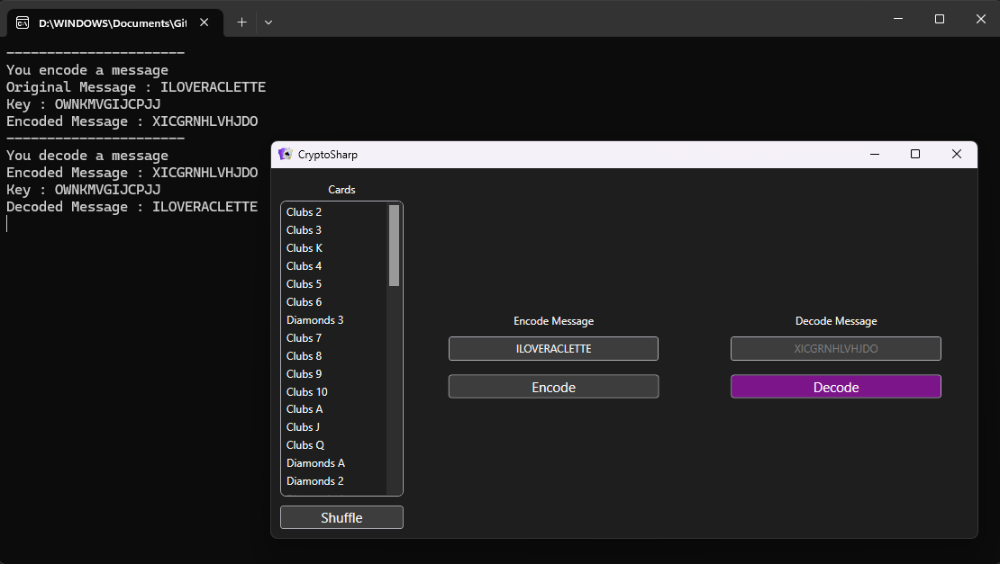 D:\WINDOWS\Documents\Git
----------------------
You encode a message
Original Message : ILOVERACLETTE
Key : OWNKMVGIJCPJJ
Encoded Message : XICGRNHLVHJDO
----------------------
You decode a message
Encoded Message : XICGRNHLVHJDO
Key : OWNKMVGIJCPJJ
Decoded Message : ILOVERACLETTE
CryptoSharp
Cards
Clubs 2
Clubs 3
Clubs K
Clubs 4
Clubs 5
Clubs 6
Diamonds 3
Clubs 7
Clubs 8
Clubs 9
Clubs 10
Clubs A
Clubs J
Clubs Q
Diamonds A
Diamonds 2
Shuffle
Encode Message
ILOVERACLETTE
Encode
Decode Message
XICGRNHLVHJDO
Decode